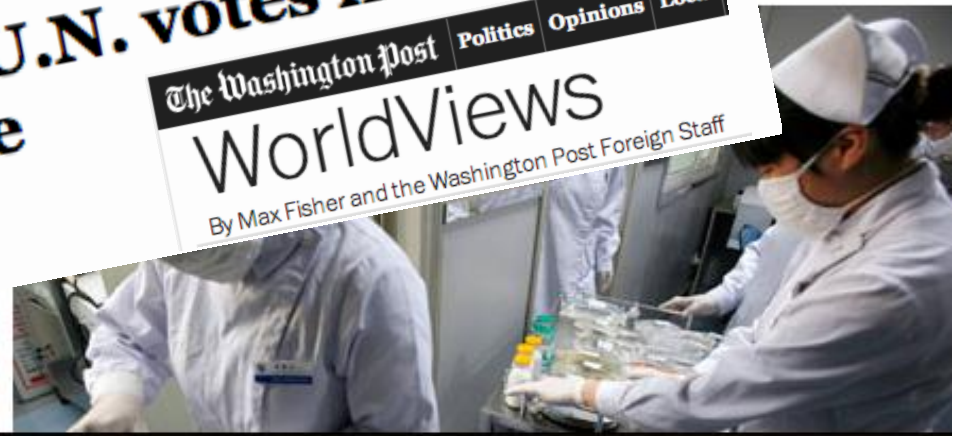 U.N. votes
e
The Washington Post Politics Opinions
WorldViews
By Max Fisher and the Washington Post Foreign Staff